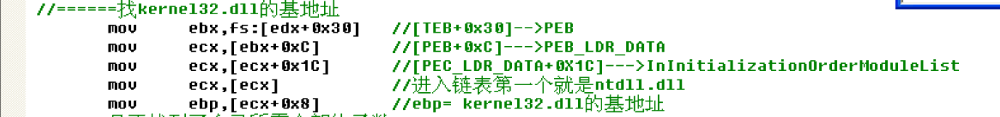 //======找kernel32.dll的基地址
mov ebx,fs:[edx+0x30] //[TEB+0x30]-->PEB
mov ecx,[ebx+0xC] //[PEB+0xC]--->PEB_LDR_DATA
mov ecx,[ecx+0x1C] //[PEC_LDR_DATA+0X1C]--->InInitializationOrderModuleList
mov ecx,[ecx] //进入链表第一个就是ntdll.dll
mov ebp,[ecx+0x8] //ebp= kernel32.dll的基地址